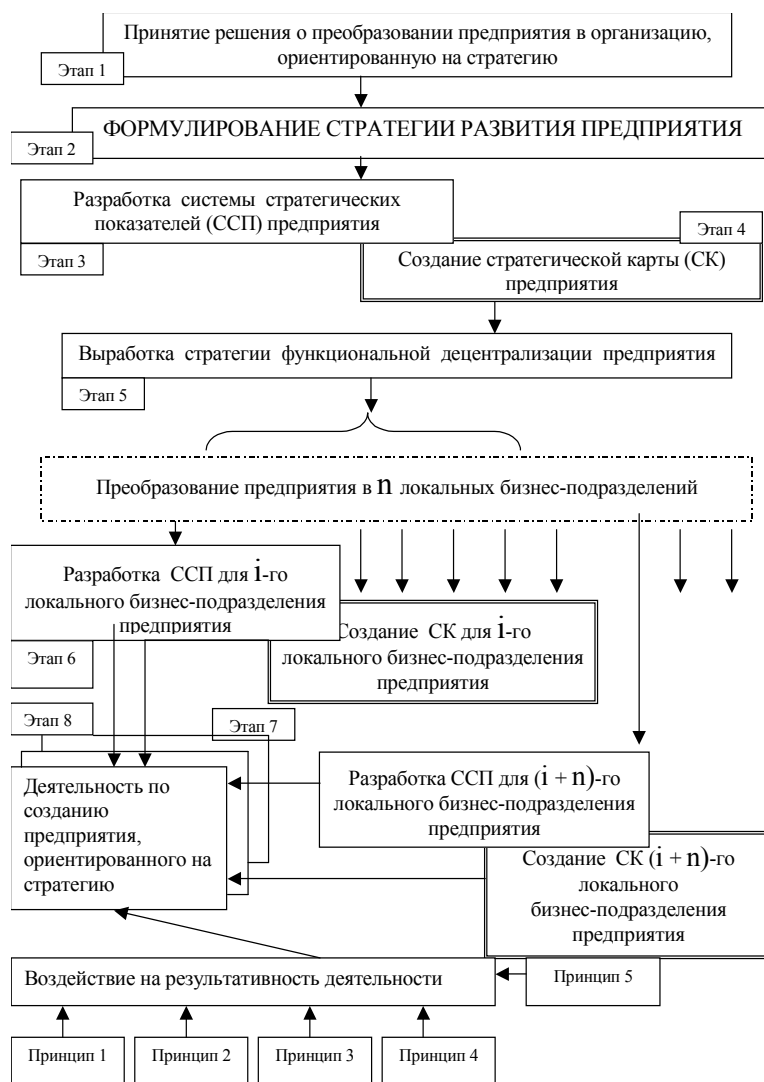 Принятие решения о преобразовании предприятия в организацию,
ориентированную на стратегию
Этап 1
ФОРМУЛИРОВАНИЕ СТРАТЕГИИ РАЗВИТИЯ ПРЕДПРИЯТИЯ
Этап 2
Разработка системы стратегических
показателей (ССП) предприятия
Этап 3
Этап 4
Создание стратегической карты (СК)
предприятия
Выработка стратегии функциональной децентрализации предприятия
Этап 5
Преобразование предприятия в n локальных бизнес-подразделений
Разработка ССП для i-го
локального бизнес-подразделения
предприятия
Этап 6
Создание СК для i-го
локального бизнес-подразделения
предприятия
Этап 8
Этап 7
Деятельность по
созданию
предприятия,
ориентированного на
стратегию
Разработка ССП для (i + n)-го
локального бизнес-подразделения
предприятия
Создание СК (i + n)-го
локального
бизнес-подразделения
предприятия
Воздействие на результативность деятельности
Принцип 5
Принцип 1
Принцип 2
Принцип 3
Принцип 4